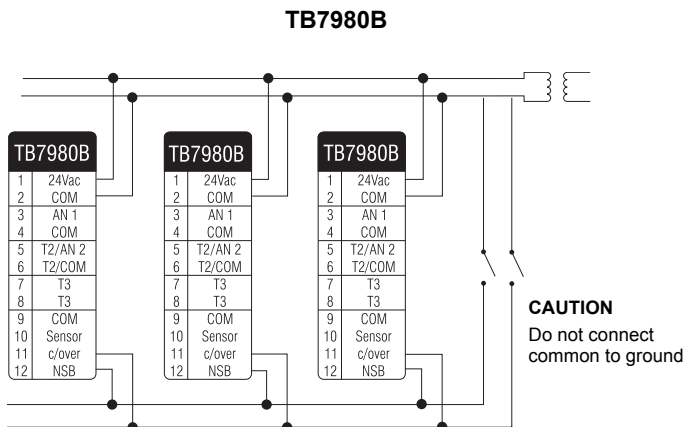 TB7980B
TB7980B
1 24Vac
2 COM
3 AN 1
4 COM
5 T2/AN 2
6 T2/COM
7 T3
8 T3
9 COM
10 Sensor
11 c/over
12 NSB
TB7980B
1 24Vac
2 COM
3 AN 1
4 COM
5 T2/AN 2
6 T2/COM
7 T3
8 T3
9 COM
10 Sensor
11 c/over
12 NSB
TB7980B
1 24Vac
2 COM
3 AN 1
4 COM
5 T2/AN 2
6 T2/COM
7 T3
8 T3
9 COM
10 Sensor
11 c/over
12 NSB
CAUTION
Do not connect
common to ground